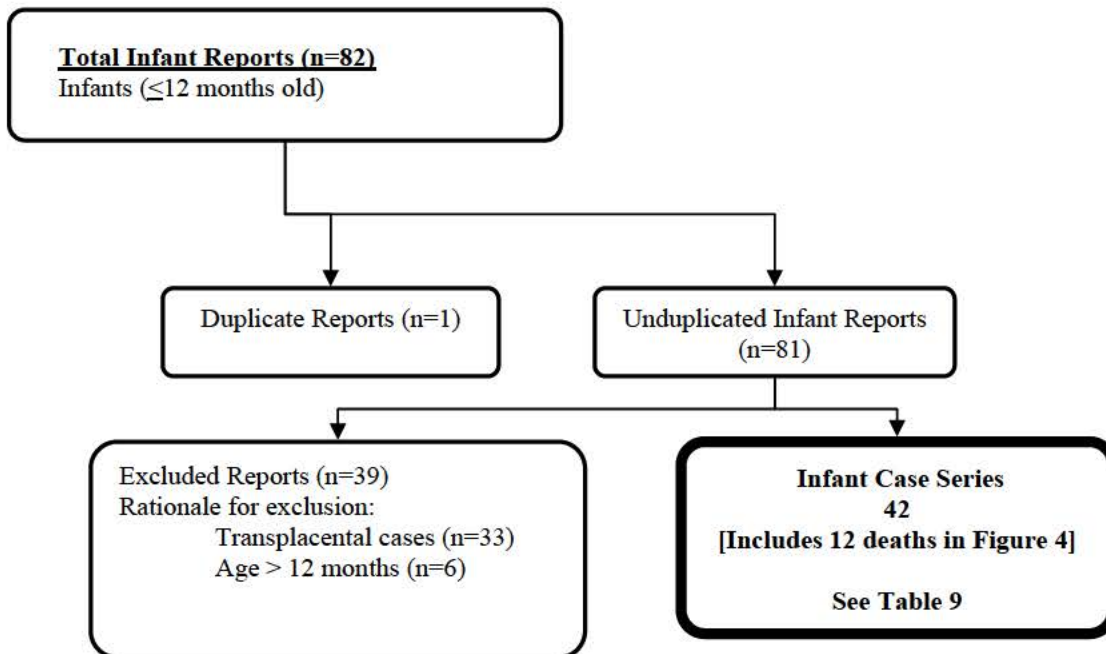 Total Infant Reports (n=82)
Infants (≤12 months old)
Duplicate Reports (n=1)
Unduplicated Infant Reports
(n=81)
Excluded Reports (n=39)
Rationale for exclusion:
Transplacental cases (n=33)
Age > 12 months (n=6)
Infant Case Series
42
[Includes 12 deaths in Figure 4]
See Table 9